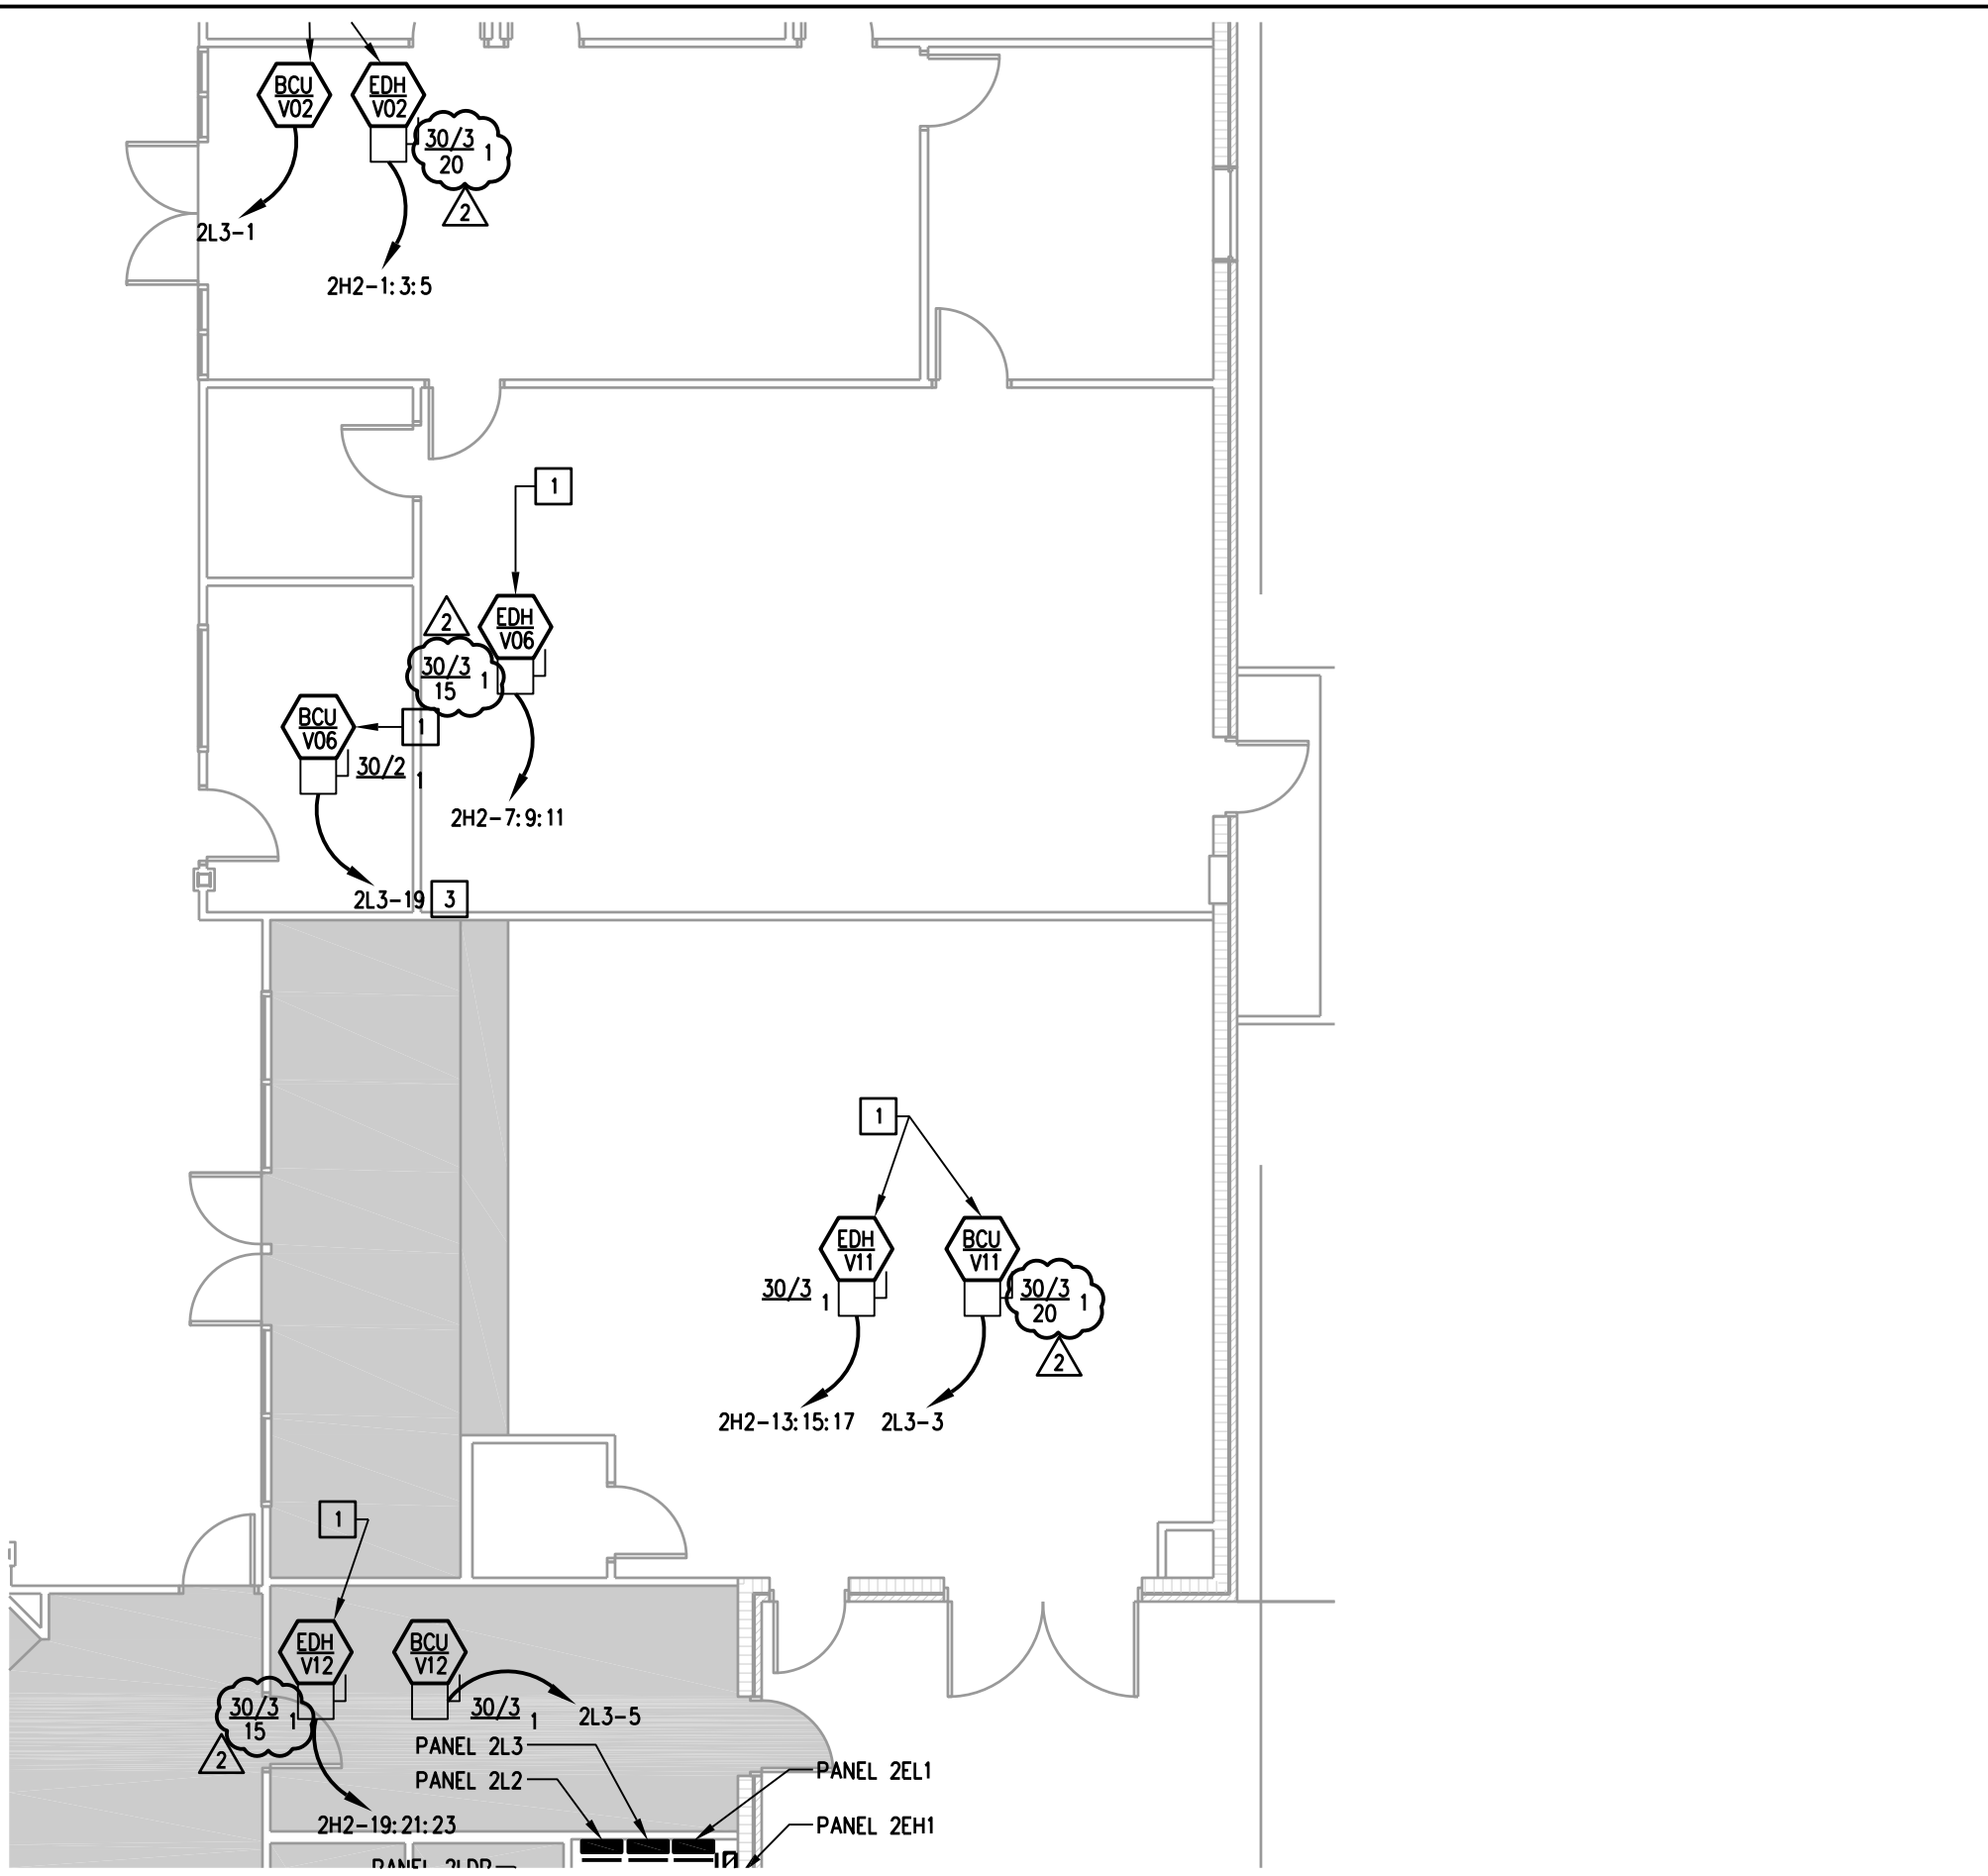 BCU
V02
EDH
V02
30/3 1
20
2
2L3-1
2H2-1:3:5
1
EDH
V06
2
30/3 1
15
BCU
V06
1
30/2 1
2H2-7:9:11
2L3-19 3
1
EDH
V11
BCU
V11
30/3 1
30/3 1
20
2
2H2-13:15:17
2L3-3
1
EDH
V12
BCU
V12
30/3 1
15
2
30/3 1
2L3-5
PANEL 2L3
PANEL 2L2
PANEL 2EL1
2H2-19:21:23
PANEL 2EH1
PANEL 2LDP